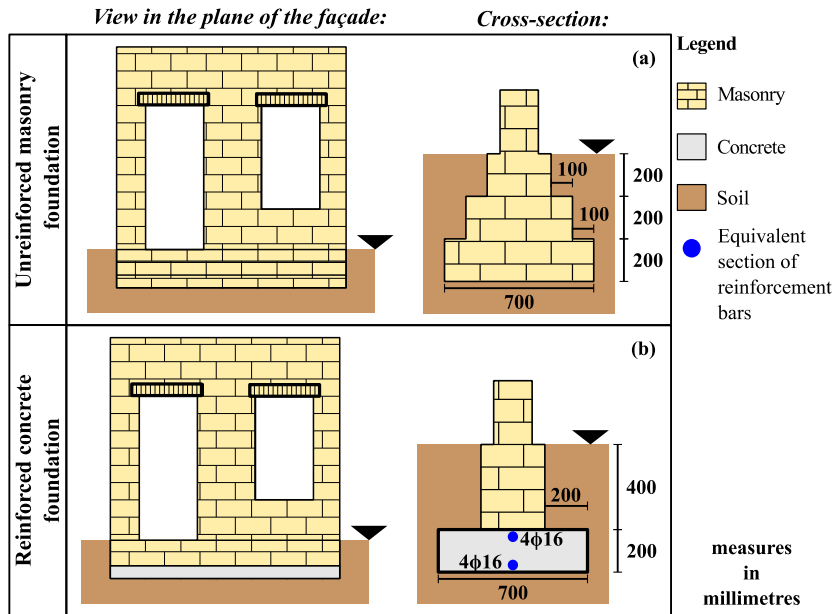 View in the plane of the façade:
Cross-section:
Unreinforced masonry
foundation
(a)
100
200
100
200
200
700
Reinforced concrete
foundation
(b)
200
400
4ϕ16
4ϕ16
200
700
Legend
Masonry
Concrete
Soil
Equivalent
section of
reinforcement
bars
measures
in
millimetres